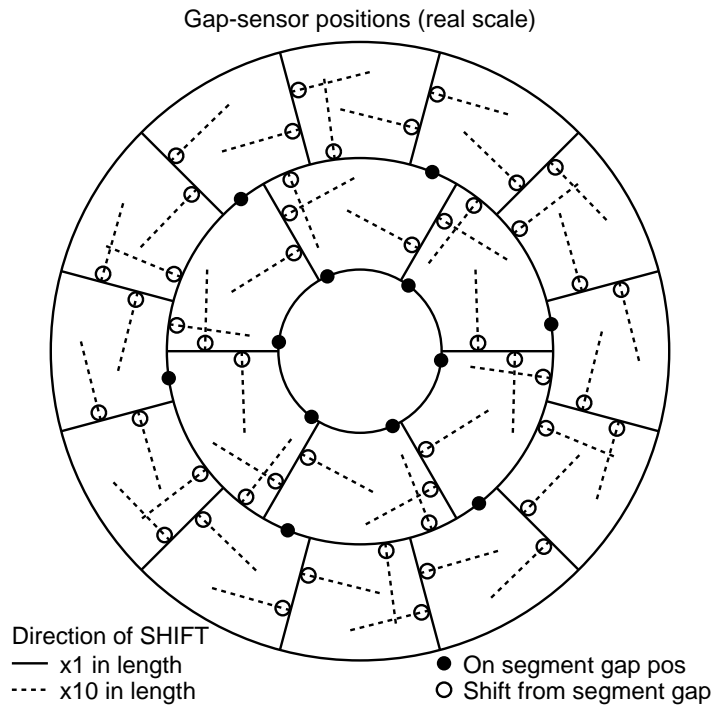 Gap-sensor positions (real scale)
Direction of SHIFT
x1 in length
x10 in length
On segment gap pos
Shift from segment gap